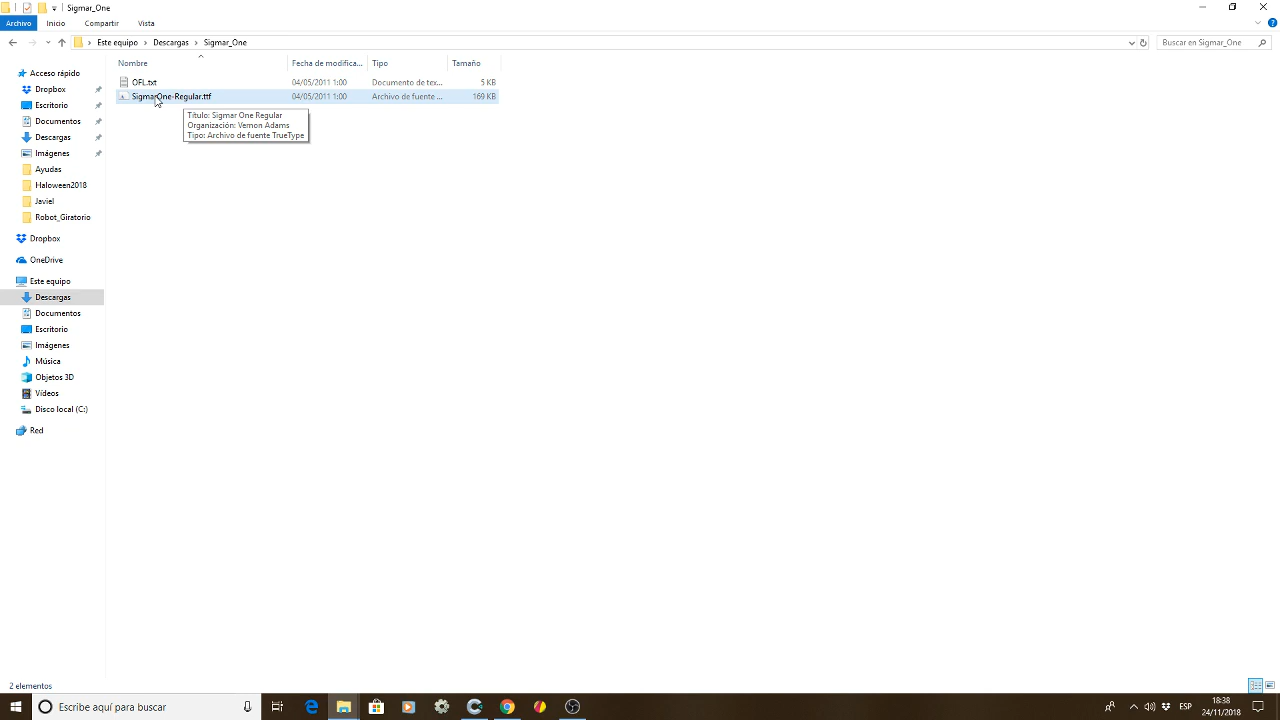 Sigmar_One
Archivo Inicio Compartir Vista
Este equipo > Descargas > Sigmar_One
Buscar en Sigmar_One
Nombre Fecha de modifica... Tipo Tamaño
OFL.txt 04/05/2011 1:00 Documento de tex... 5 KB
SigmarOne-Regular.ttf 04/05/2011 1:00 Archivo de fuente ... 169 KB
Título: Sigmar One Regular
Organización: Vernon Adams
Tipo: Archivo de fuente TrueType
Acceso rápido
Dropbox
Escritorio
Documentos
Descargas
Imágenes
Ayudas
Haloween2018
Javiel
Robot_Giratorio
Dropbox
OneDrive
Este equipo
Descargas
Documentos
Escritorio
Imágenes
Música
Objetos 3D
Vídeos
Disco local (C:)
Red
2 elementos
Escribe aquí para buscar
ESP
18:38
24/11/2018